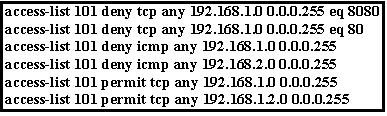 access-list 101 deny tcp any 192.168.1.0 0.0.0.255 eq 8080
access-list 101 deny tcp any 192.168.1.0 0.0.0.255 eq 80
access-list 101 deny icmp any 192.168.1.0 0.0.0.255
access-list 101 deny icmp any 192.168.2.0 0.0.0.255
access-list 101 permit tcp any 192.168.1.0 0.0.0.255
access-list 101 permit tcp any 192.168.1.2.0 0.0.0.255